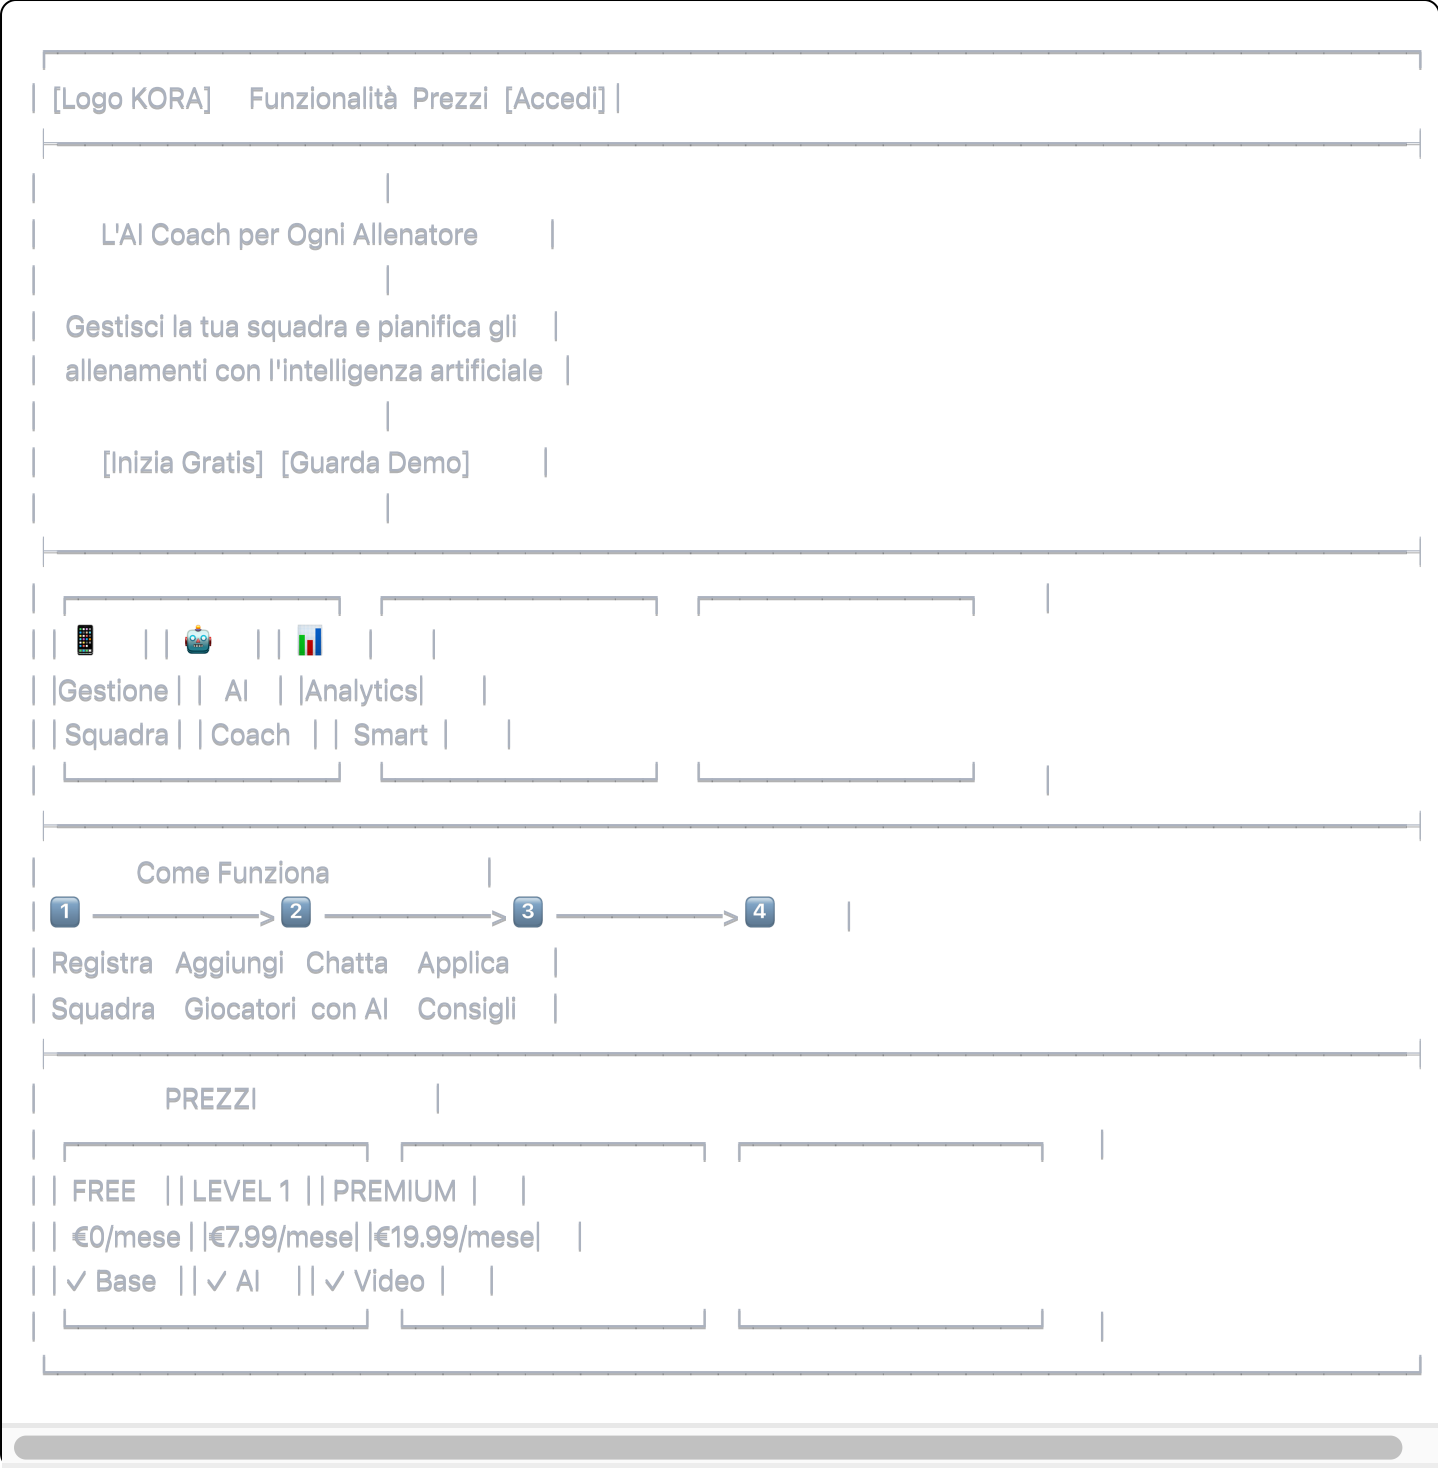 [Logo KORA] Funzionalità Prezzi [Accedi]
L'AI Coach per Ogni Allenatore
Gestisci la tua squadra e pianifica gli
allenamenti con l'intelligenza artificiale
[Inizia Gratis] [Guarda Demo]
Gestione AI Analytics
Squadra Coach Smart
Come Funziona
1 > 2 > 3 > 4
Registra Aggiungi Chatta Applica
Squadra Giocatori con AI Consigli
PREZZI
FREE LEVEL 1 PREMIUM
€0/mese €7.99/mese €19.99/mese
✓ Base ✓ AI ✓ Video